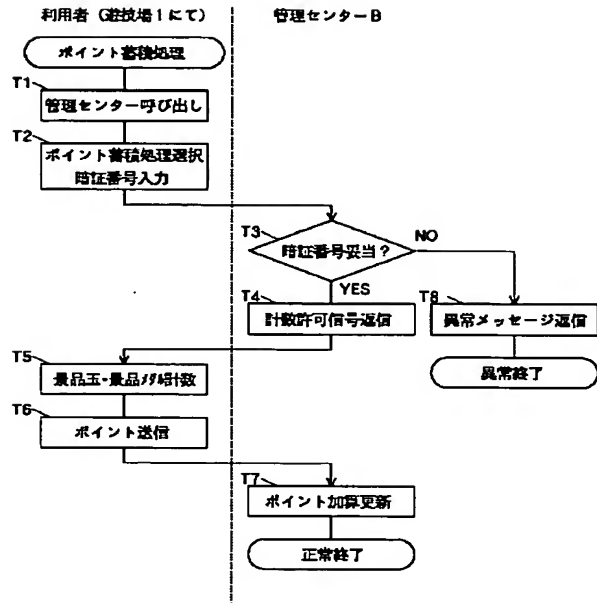 利用者（遊技場1にて）
管理センターB
ポイント蓄積処理
T1
管理センター呼び出し
T2
ポイント蓄積処理選択
暗証番号入力
T3
暗証番号妥当？
NO
YES
T4
計数許可信号返信
T8
異常メッセージ返信
異常終了
T5
景品玉・景品ﾒﾀﾙ計数
T6
ポイント送信
T7
ポイント加算更新
正常終了